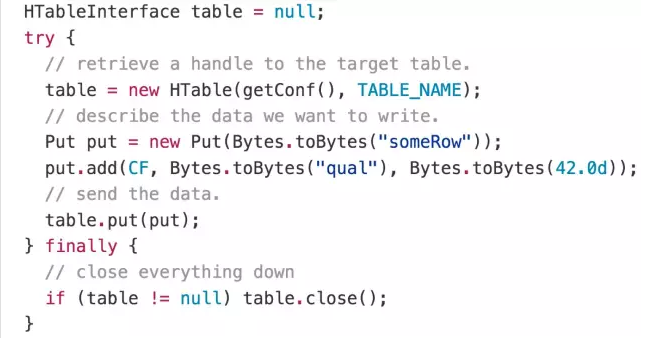 HTableInterface table = null;
try {
  // retrieve a handle to the target table.
  table = new HTable(getConf(), TABLE_NAME);
  // describe the data we want to write.
  Put put = new Put(Bytes.toBytes("someRow"));
  put.add(CF, Bytes.toBytes("qual"), Bytes.toBytes(42.0d));
  // send the data.
  table.put(put);
} finally {
  // close everything down
  if (table != null) table.close();
}